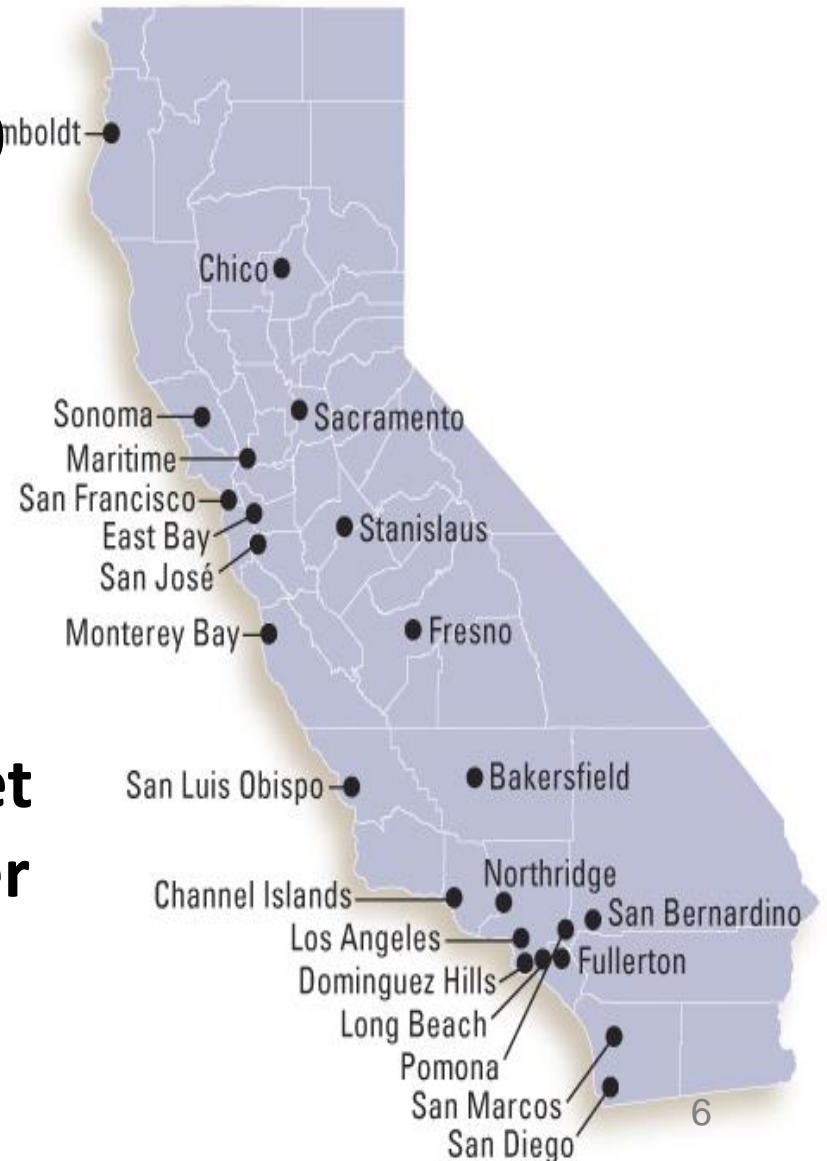 mboldt
Chico
Sonoma
Sacramento
Maritime
San Francisco
East Bay
Stanislaus
San José
Monterey Bay
Fresno
et
San Luis Obispo
Bakersfield
er
Northridge
Channel Islands
San Bernardino
Los Angeles
Fullerton
Dominguez Hills
Long Beach
Pomona
San Marcos
6
San Diego